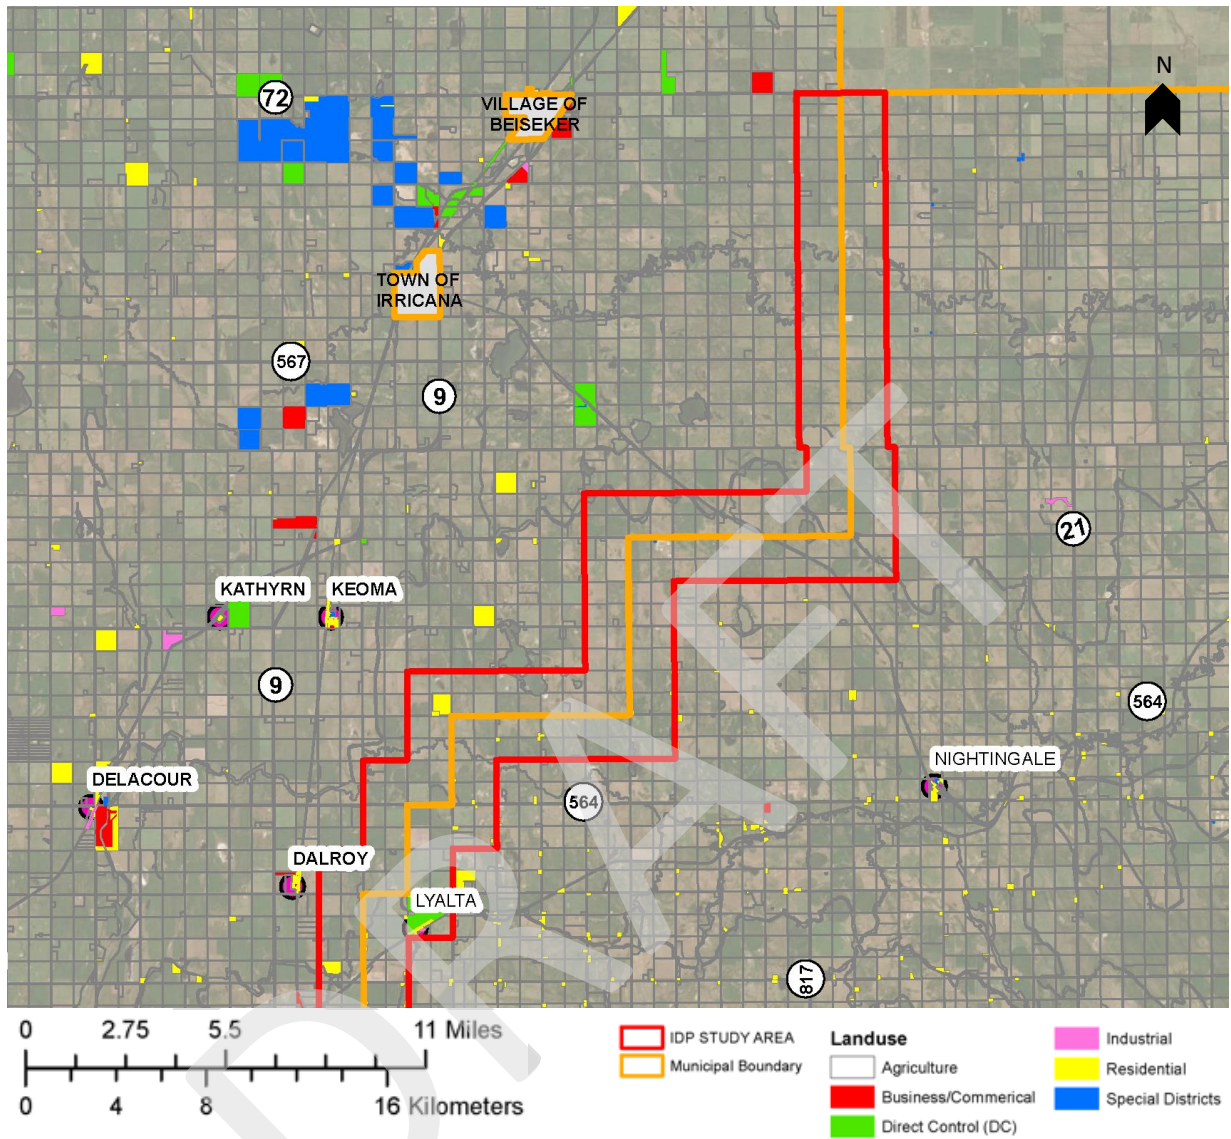 N
72
VILLAGE OF
BEISEKER
TOWN OF
IRRICANA
567
9
21
KATHYRN
KEOMA
9
564
DELACOUR
NIGHTINGALE
564
DALROY
LYALTA
817
DRAFT
0 2.75 5.5 11 Miles
0 4 8 16 Kilometers
IDP STUDY AREA
Municipal Boundary
Landuse
Agriculture
Business/Commerical
Direct Control (DC)
Industrial
Residential
Special Districts